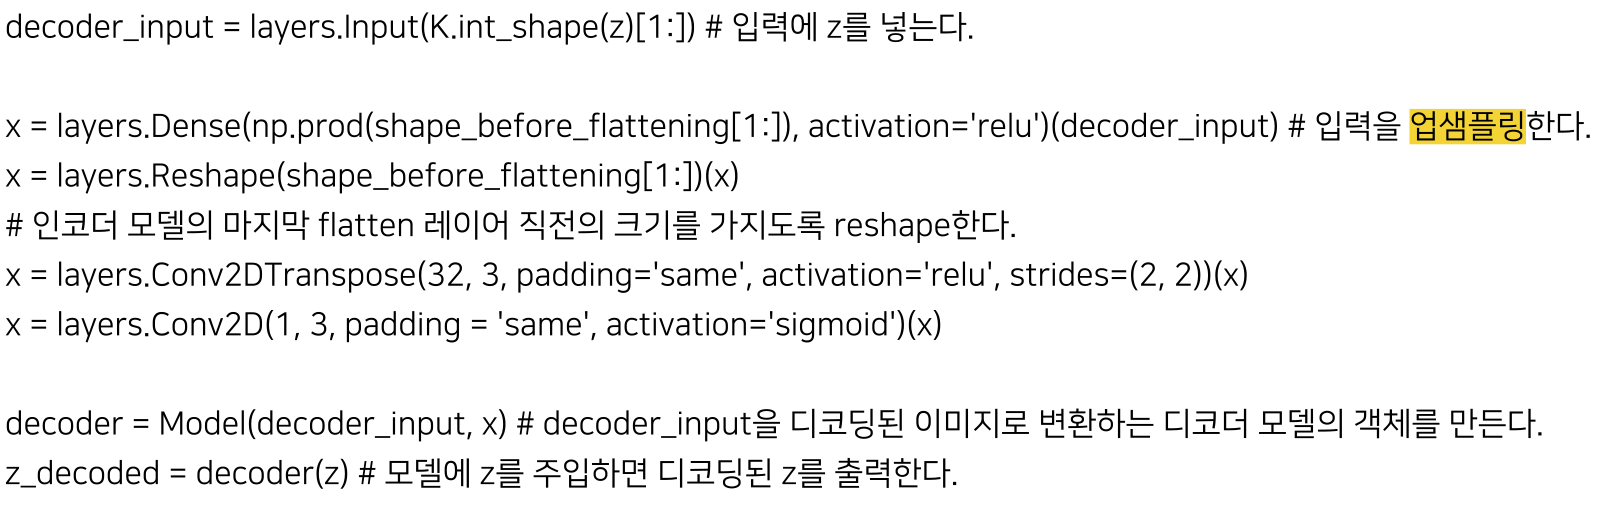 decoder_input = layers.Input(K.int_shape(z)[1:]) # 입력에 z를 넣는다.
x = layers.Dense(np.prod(shape_before_flattening[1:]), activation='relu')(decoder_input) # 입력을 업샘플링한다.
x = layers.Reshape(shape_before_flattening[1:])(x)
# 인코더 모델의 마지막 flatten 레이어 직전의 크기를 가지도록 reshape한다.
x = layers.Conv2DTranspose(32, 3, padding='same', activation='relu', strides=(2, 2))(x)
x = layers.Conv2D(1, 3, padding = 'same', activation='sigmoid')(x)
decoder = Model(decoder_input, x) # decoder_input을 디코딩된 이미지로 변환하는 디코더 모델의 객체를 만든다.
z_decoded = decoder(z) # 모델에 z를 주입하면 디코딩된 z를 출력한다.